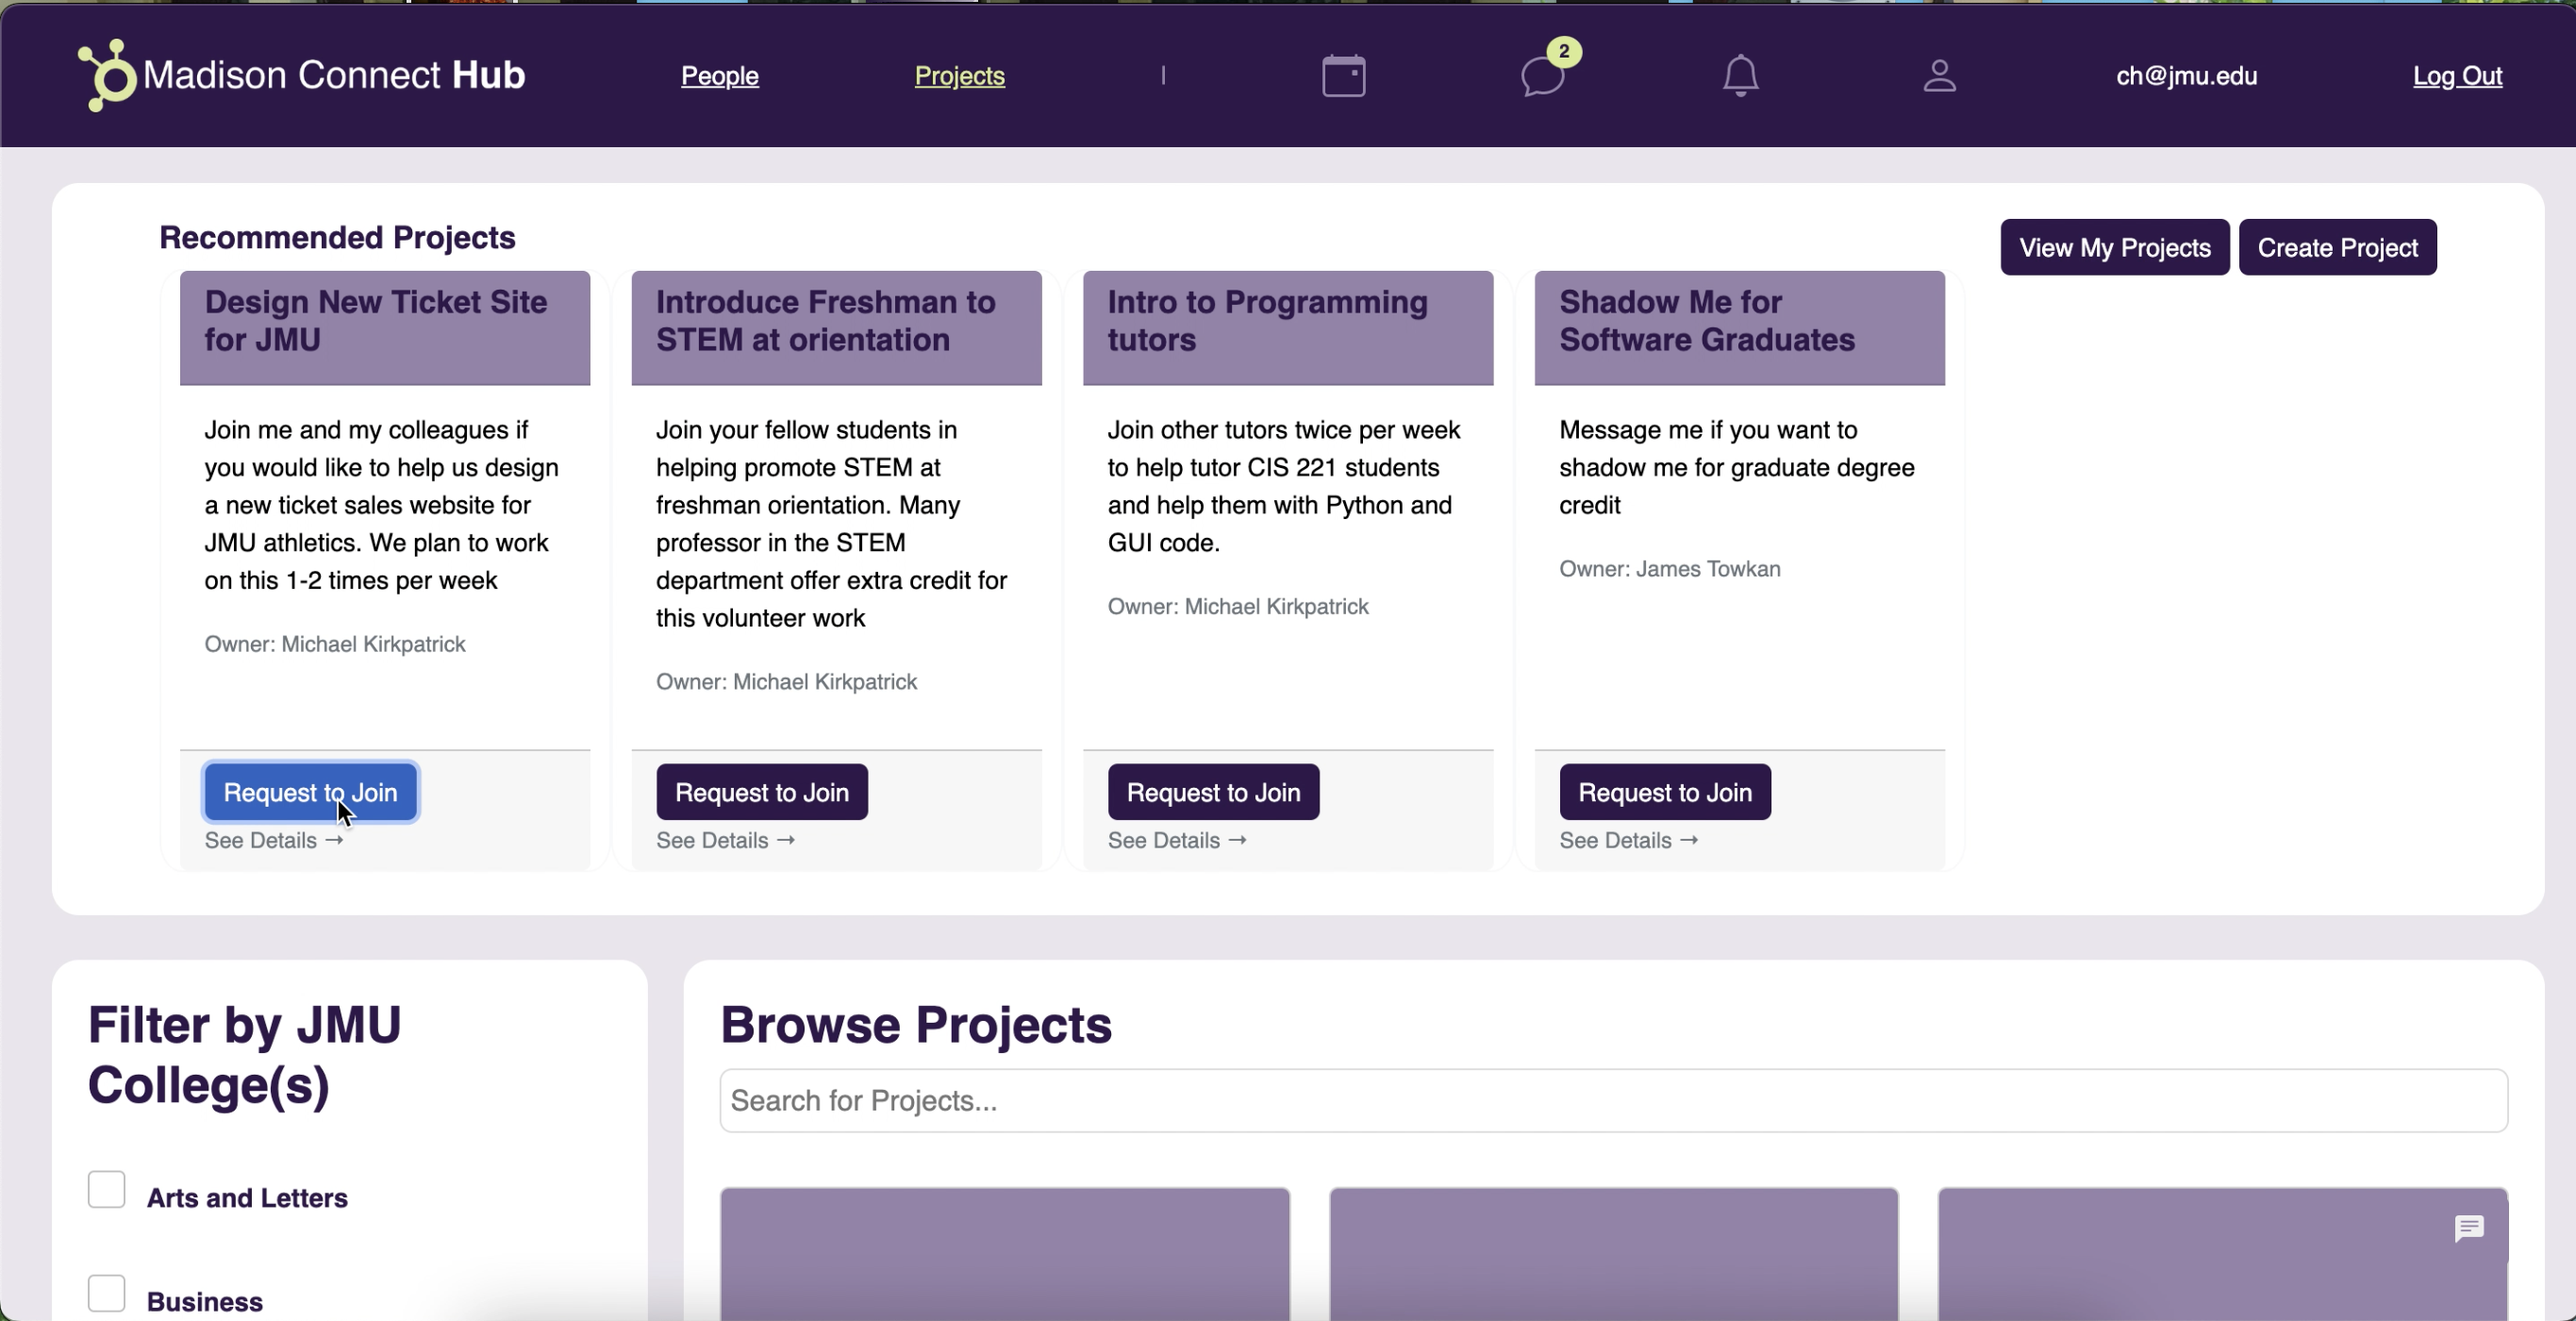 Madison Connect Hub People Projects | 2 ch@jmu.edu Log Out
Recommended Projects
View My Projects Create Project
Design New Ticket Site
for JMU
Join me and my colleagues if
you would like to help us design
a new ticket sales website for
JMU athletics. We plan to work
on this 1-2 times per week
Owner: Michael Kirkpatrick
Request to Join
See Details →
Introduce Freshman to
STEM at orientation
Join your fellow students in
helping promote STEM at
freshman orientation. Many
professor in the STEM
department offer extra credit for
this volunteer work
Owner: Michael Kirkpatrick
Request to Join
See Details →
Intro to Programming
tutors
Join other tutors twice per week
to help tutor CIS 221 students
and help them with Python and
GUI code.
Owner: Michael Kirkpatrick
Request to Join
See Details →
Shadow Me for
Software Graduates
Message me if you want to
shadow me for graduate degree
credit
Owner: James Towkan
Request to Join
See Details →
Filter by JMU
College(s)
Arts and Letters
Business
Browse Projects
Search for Projects...